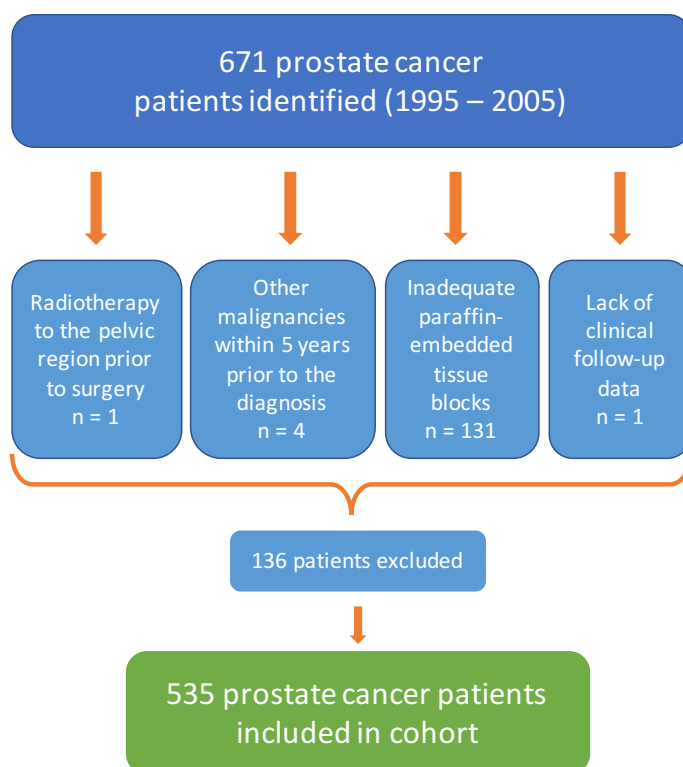 671 prostate cancer
patients identified (1995 – 2005)
Radiotherapy
to the pelvic
region prior
to surgery
n = 1
Other
malignancies
within 5 years
prior to the
diagnosis
n = 4
Inadequate
paraffin-
embedded
tissue
blocks
n = 131
Lack of
clinical
follow-up
data
n = 1
136 patients excluded
535 prostate cancer patients
included in cohort